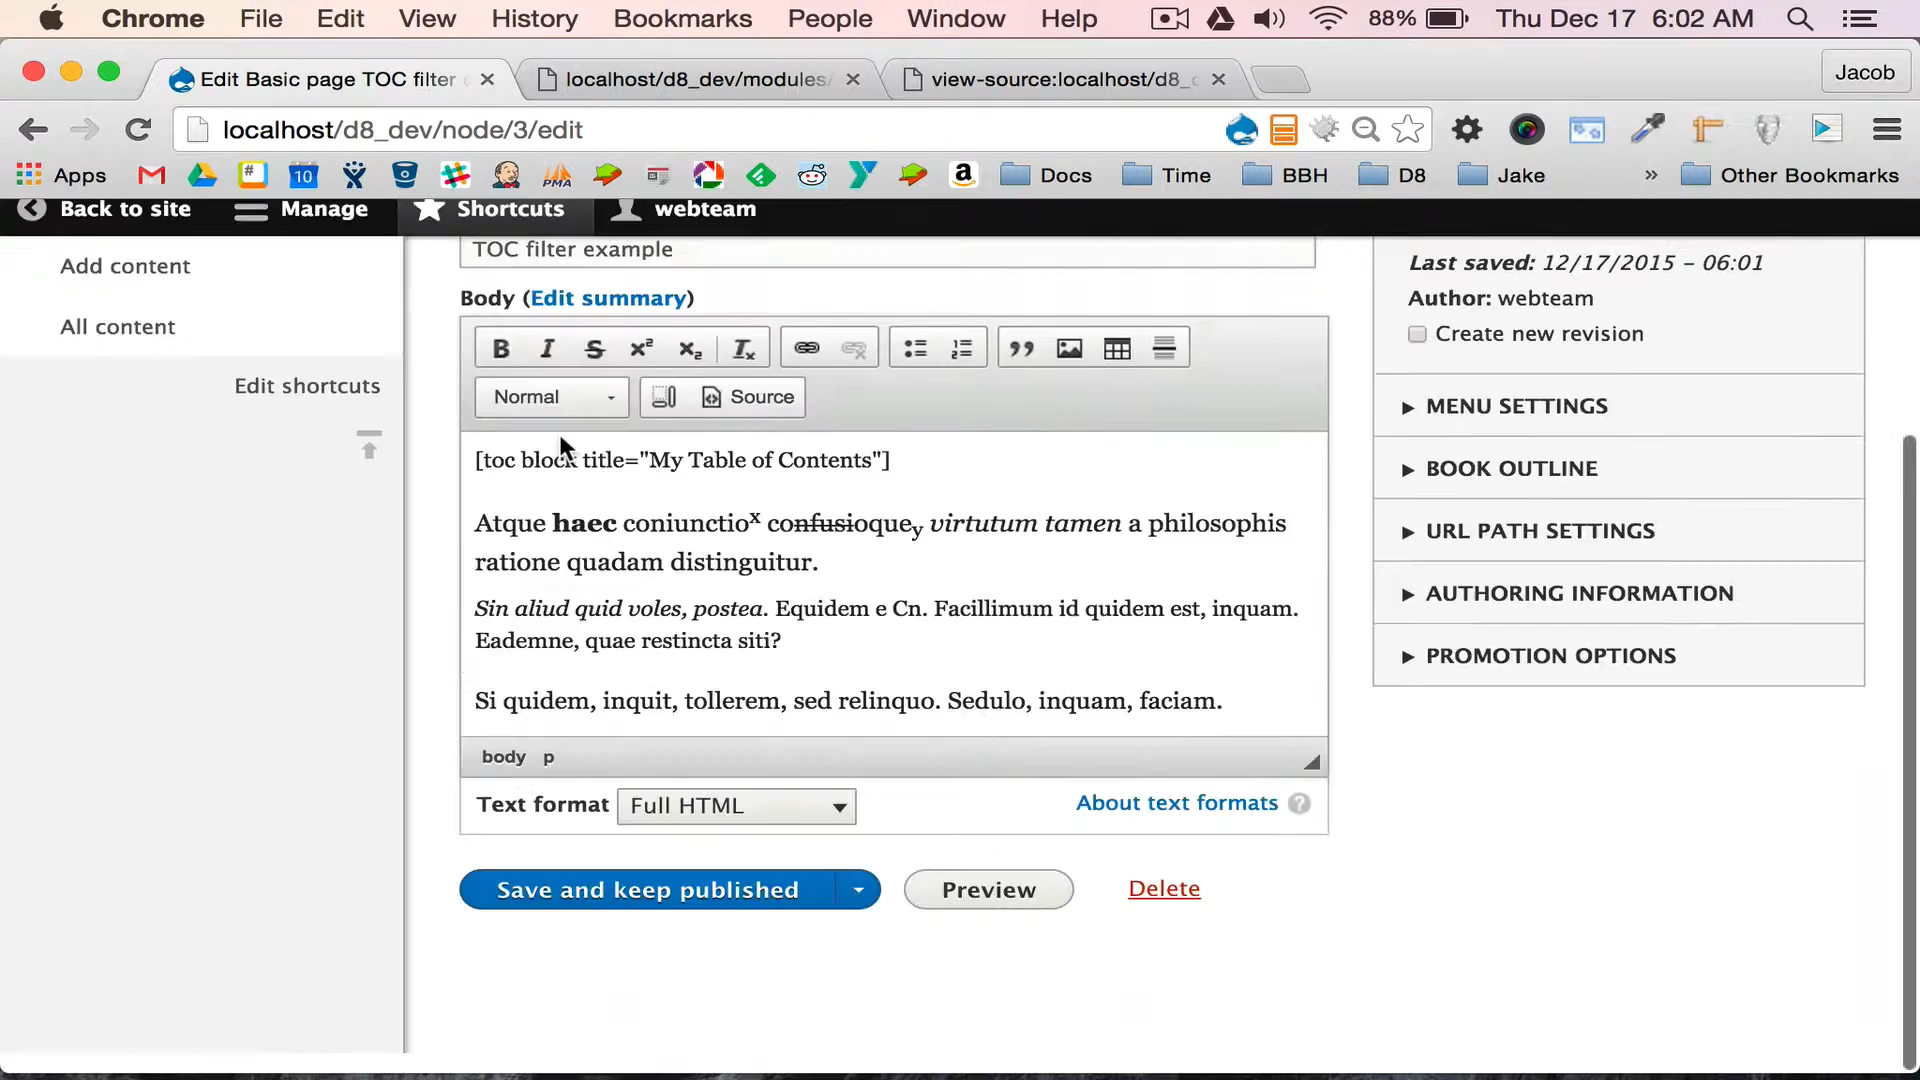 Chrome File Edit View History Bookmarks People Window Help 88% Thu Dec 17 6:02 AM
Edit Basic page TOC filter localhost/d8_dev/modules/ view-source:localhost/d8_ Jacob
localhost/d8_dev/node/3/edit
Apps # 10 PMA Y a Docs Time BBH D8 Jake » Other Bookmarks
Back to site Manage Shortcuts webteam
Add content
All content
Edit shortcuts
TOC filter example
Body (Edit summary)
B I S x² x₂ Ix
Normal Source
[toc block title="My Table of Contents"]
Atque haec coniunctioˣ confusioquey virtutum tamen a philosophis
ratione quadam distinguitur.
Sin aliud quid voles, postea. Equidem e Cn. Facillimum id quidem est, inquam.
Eademne, quae restincta siti?
Si quidem, inquit, tollerem, sed relinquo. Sedulo, inquam, faciam.
body p
Text format Full HTML About text formats ?
Save and keep published Preview Delete
Last saved: 12/17/2015 – 06:01
Author: webteam
Create new revision
MENU SETTINGS
BOOK OUTLINE
URL PATH SETTINGS
AUTHORING INFORMATION
PROMOTION OPTIONS